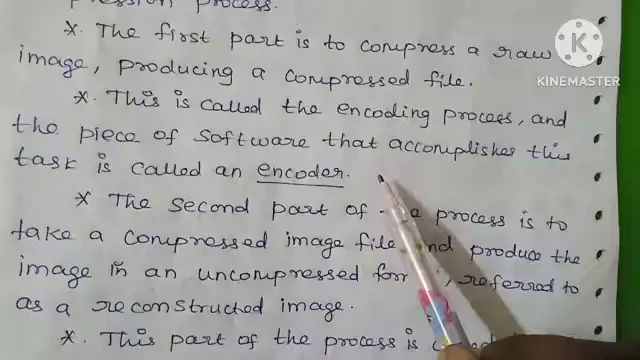 process.
*. The first part is to compress a raw
image, producing a compressed file.
*. This is called the encoding process, and
the piece of software that accomplishes this
task is called an encoder.
* The second part of process is to
take a compressed image file and produce the
image in an uncompressed referred to
as a reconstructed image.
*. This part of the process is
KINEMASTER